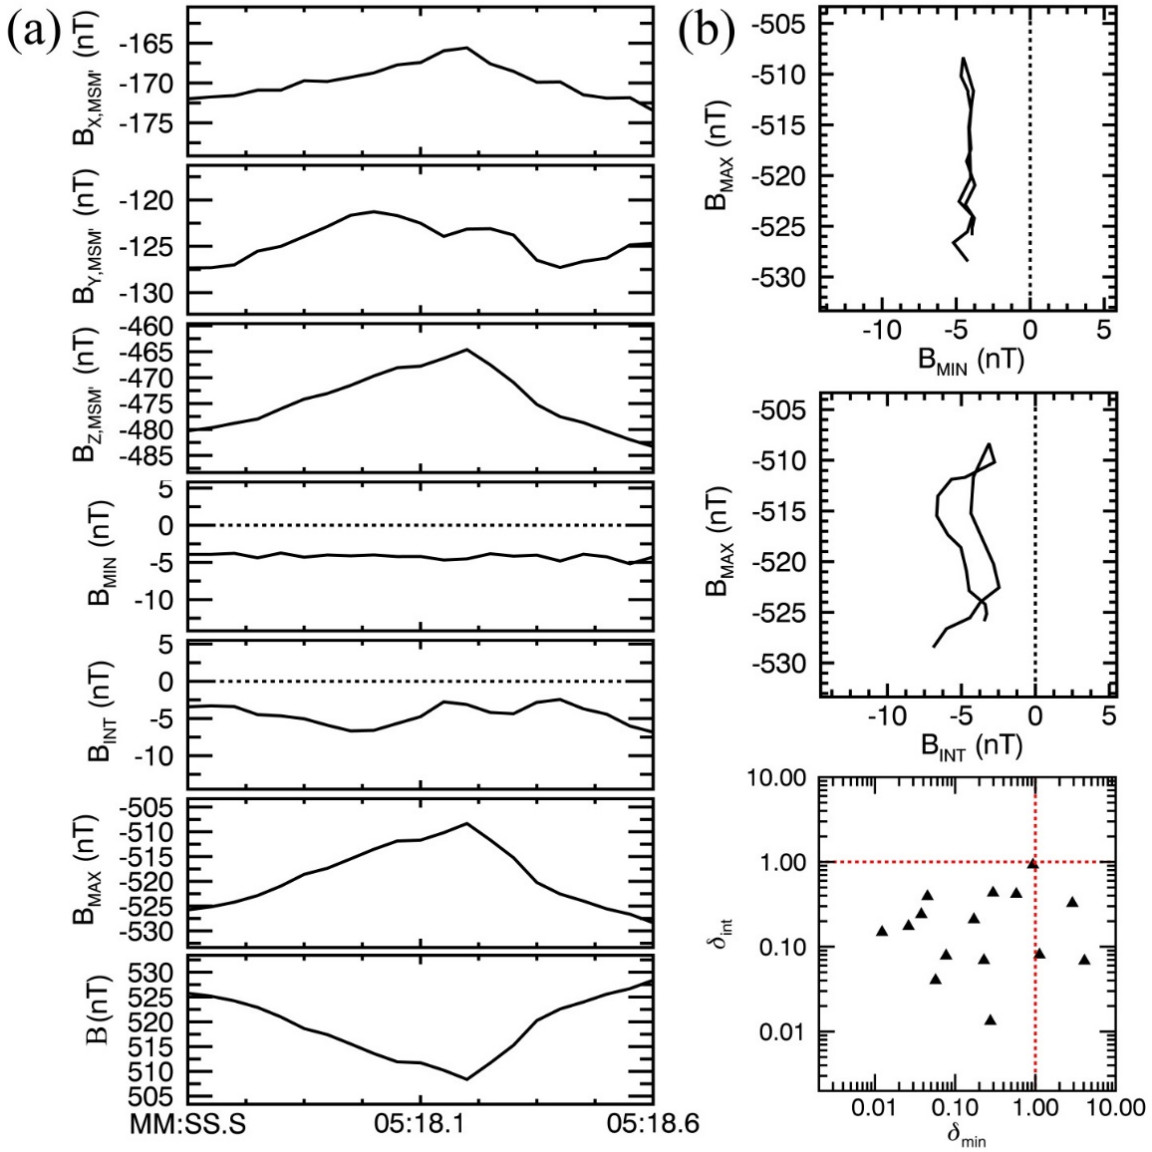 (a)
B_X,MSM' (nT)
-165
-170
-175
B_Y,MSM' (nT)
-120
-125
-130
B_Z,MSM' (nT)
-460
-465
-470
-475
-480
-485
B_MIN (nT)
5
0
-5
-10
B_INT (nT)
5
0
-5
-10
B_MAX (nT)
-505
-510
-515
-520
-525
-530
B (nT)
530
525
520
515
510
505
MM:SS.S 05:18.1 05:18.6
(b)
B_MAX (nT)
-505
-510
-515
-520
-525
-530
-10 -5 0 5
B_MIN (nT)
B_MAX (nT)
-505
-510
-515
-520
-525
-530
-10 -5 0 5
B_INT (nT)
δ_int
10.00
1.00
0.10
0.01
0.01 0.10 1.00 10.00
δ_min